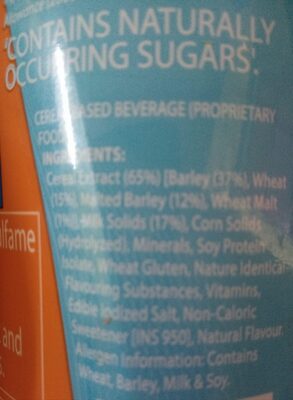 'CONTAINS NATURALLY
OCCURRING SUGARS'.
CEREAL BASED BEVERAGE (PROPRIETARY
FOOD)
INGREDIENTS:
Cereal Extract (65%) [Barley (37%), Wheat
(15%), Malted Barley (12%), Wheat Malt
(1%)], Milk Solids (17%), Corn Solids
(Hydrolyzed), Minerals, Soy Protein
Isolate, Wheat Gluten, Nature Identical
Flavouring Substances, Vitamins,
Edible Iodized Salt, Non-Caloric
Sweetener [INS 950], Natural Flavour.
Allergen Information: Contains
Wheat, Barley, Milk & Soy.
lfame
and